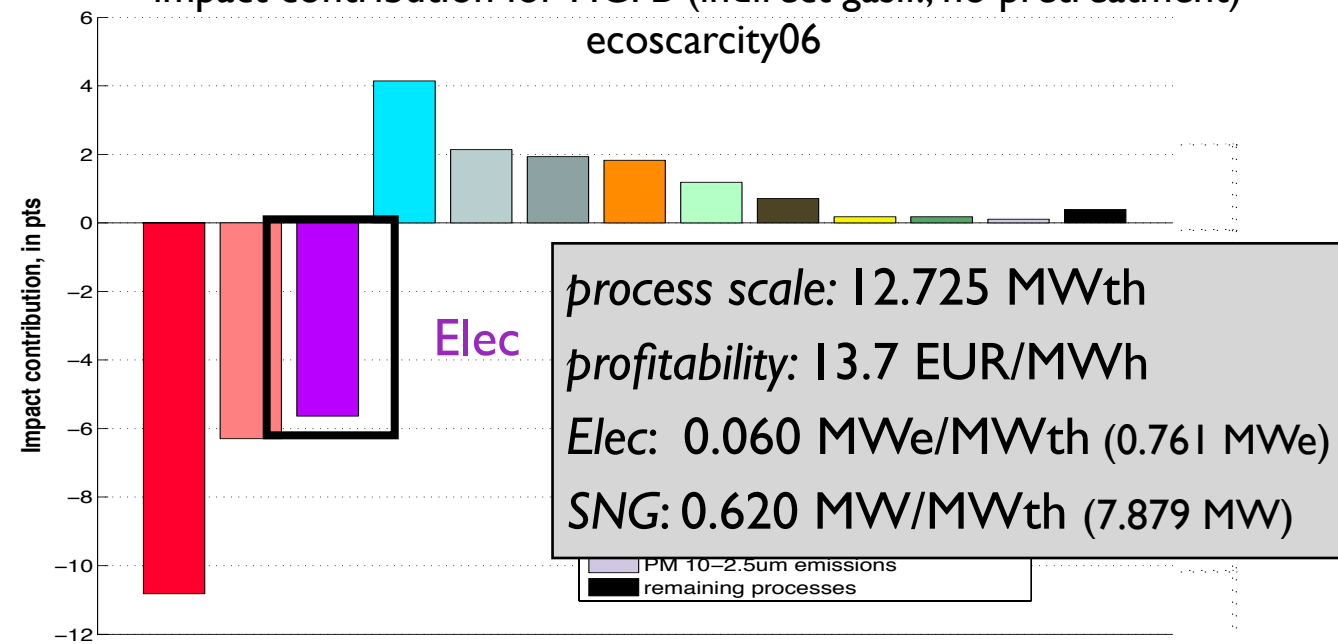 ecoscarcity06
6
4
2
0
−2
−4
−6
−8
−10
−12
Impact contribution, in pts
Elec
process scale: 12.725 MWth
profitability: 13.7 EUR/MWh
Elec: 0.060 MWe/MWth (0.761 MWe)
SNG: 0.620 MW/MWth (7.879 MW)
PM 10−2.5um emissions
remaining processes